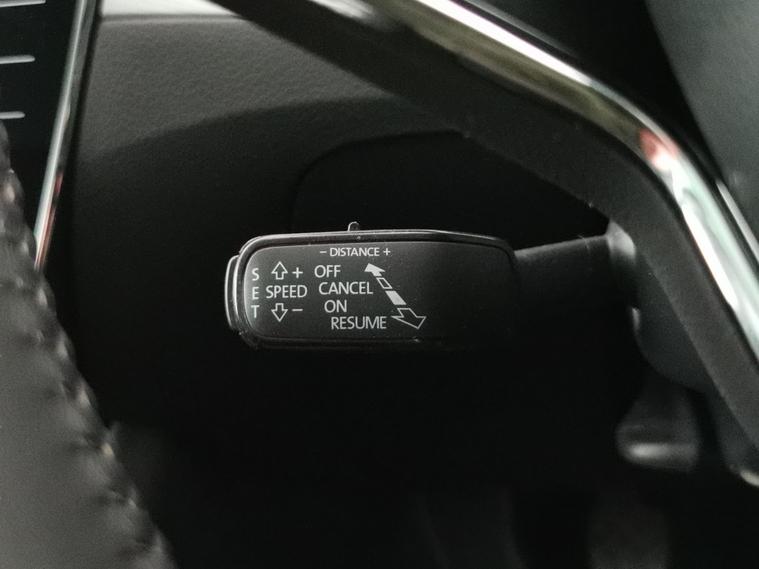 - DISTANCE +
S + OFF
E SPEED CANCEL
T - ON
RESUME